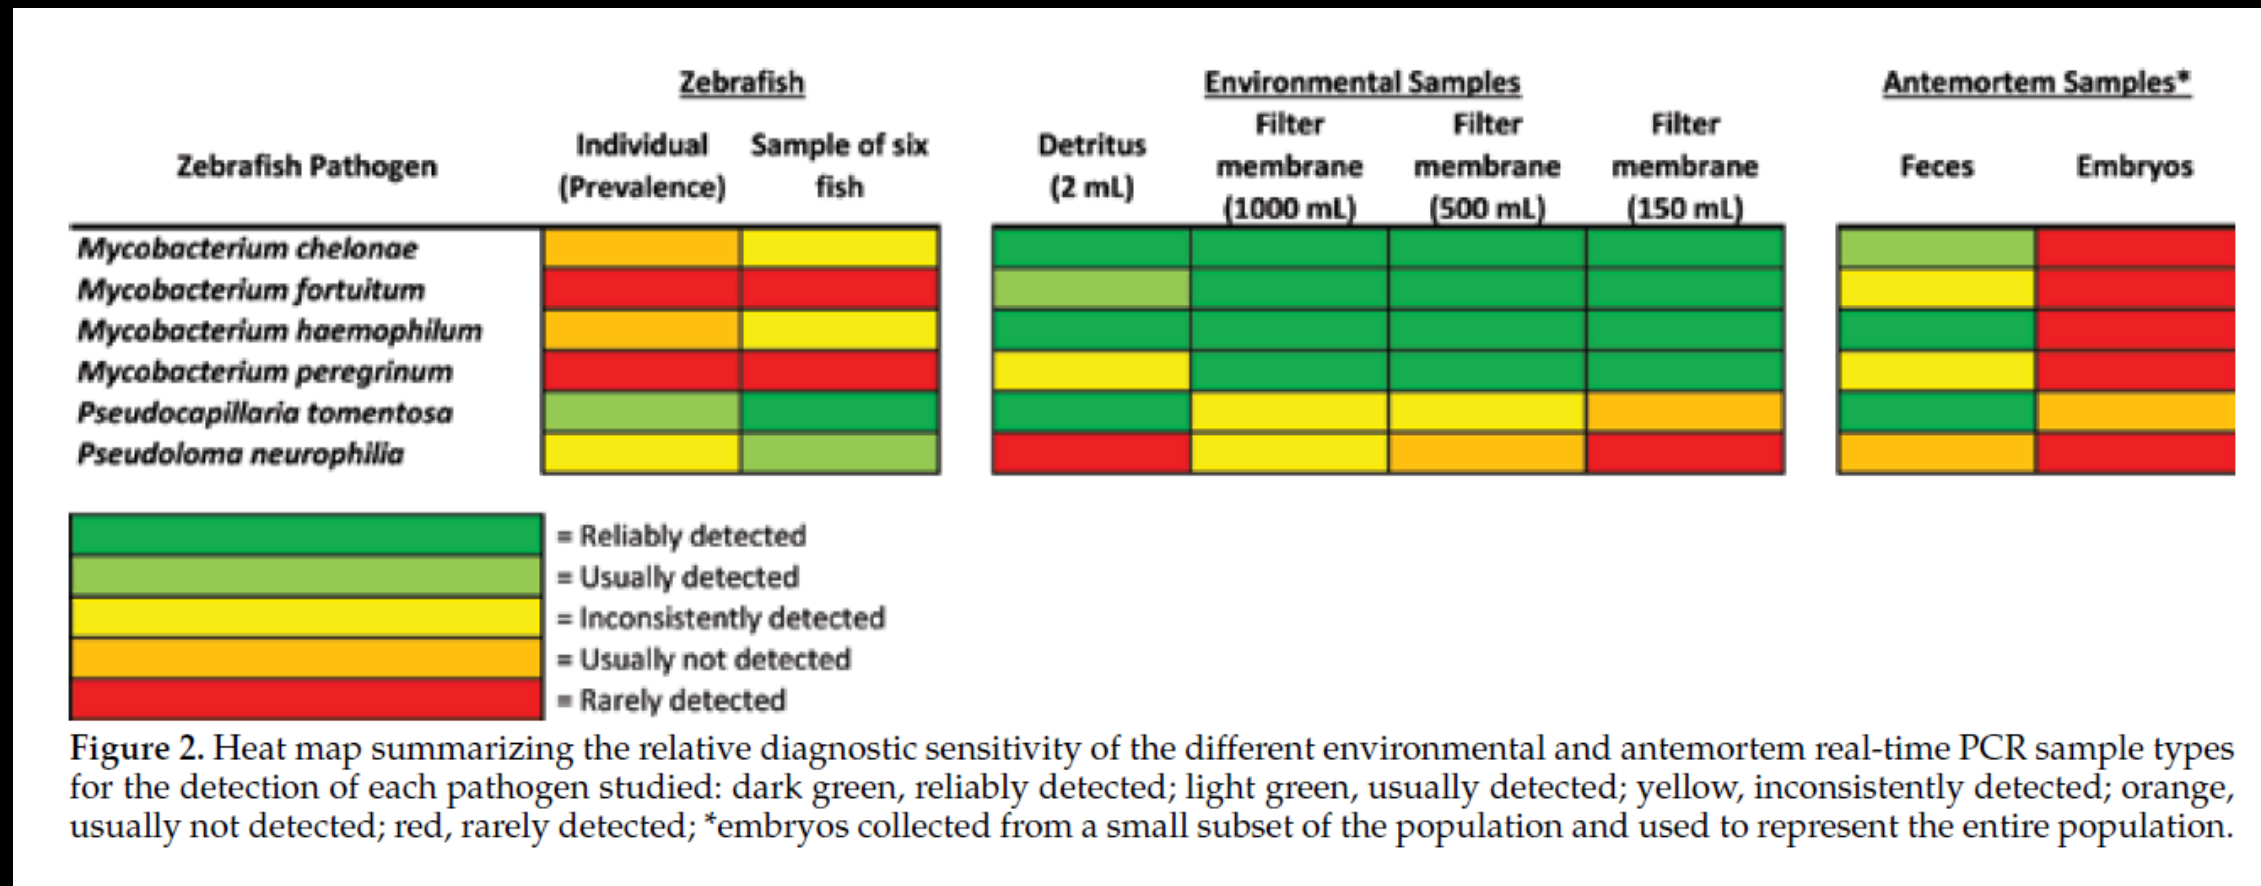 Zebrafish
Environmental Samples
Antemortem Samples*
Zebrafish Pathogen
Individual
(Prevalence)
Sample of six
fish
Detritus
(2 mL)
Filter
membrane
(1000 mL)
Filter
membrane
(500 mL)
Filter
membrane
(150 mL)
Feces
Embryos
Mycobacterium chelonae
Mycobacterium fortuitum
Mycobacterium haemophilum
Mycobacterium peregrinum
Pseudocapillaria tomentosa
Pseudoloma neurophilia
= Reliably detected
= Usually detected
= Inconsistently detected
= Usually not detected
= Rarely detected
Figure 2. Heat map summarizing the relative diagnostic sensitivity of the different environmental and antemortem real-time PCR sample types
for the detection of each pathogen studied: dark green, reliably detected; light green, usually detected; yellow, inconsistently detected; orange,
usually not detected; red, rarely detected; *embryos collected from a small subset of the population and used to represent the entire population.